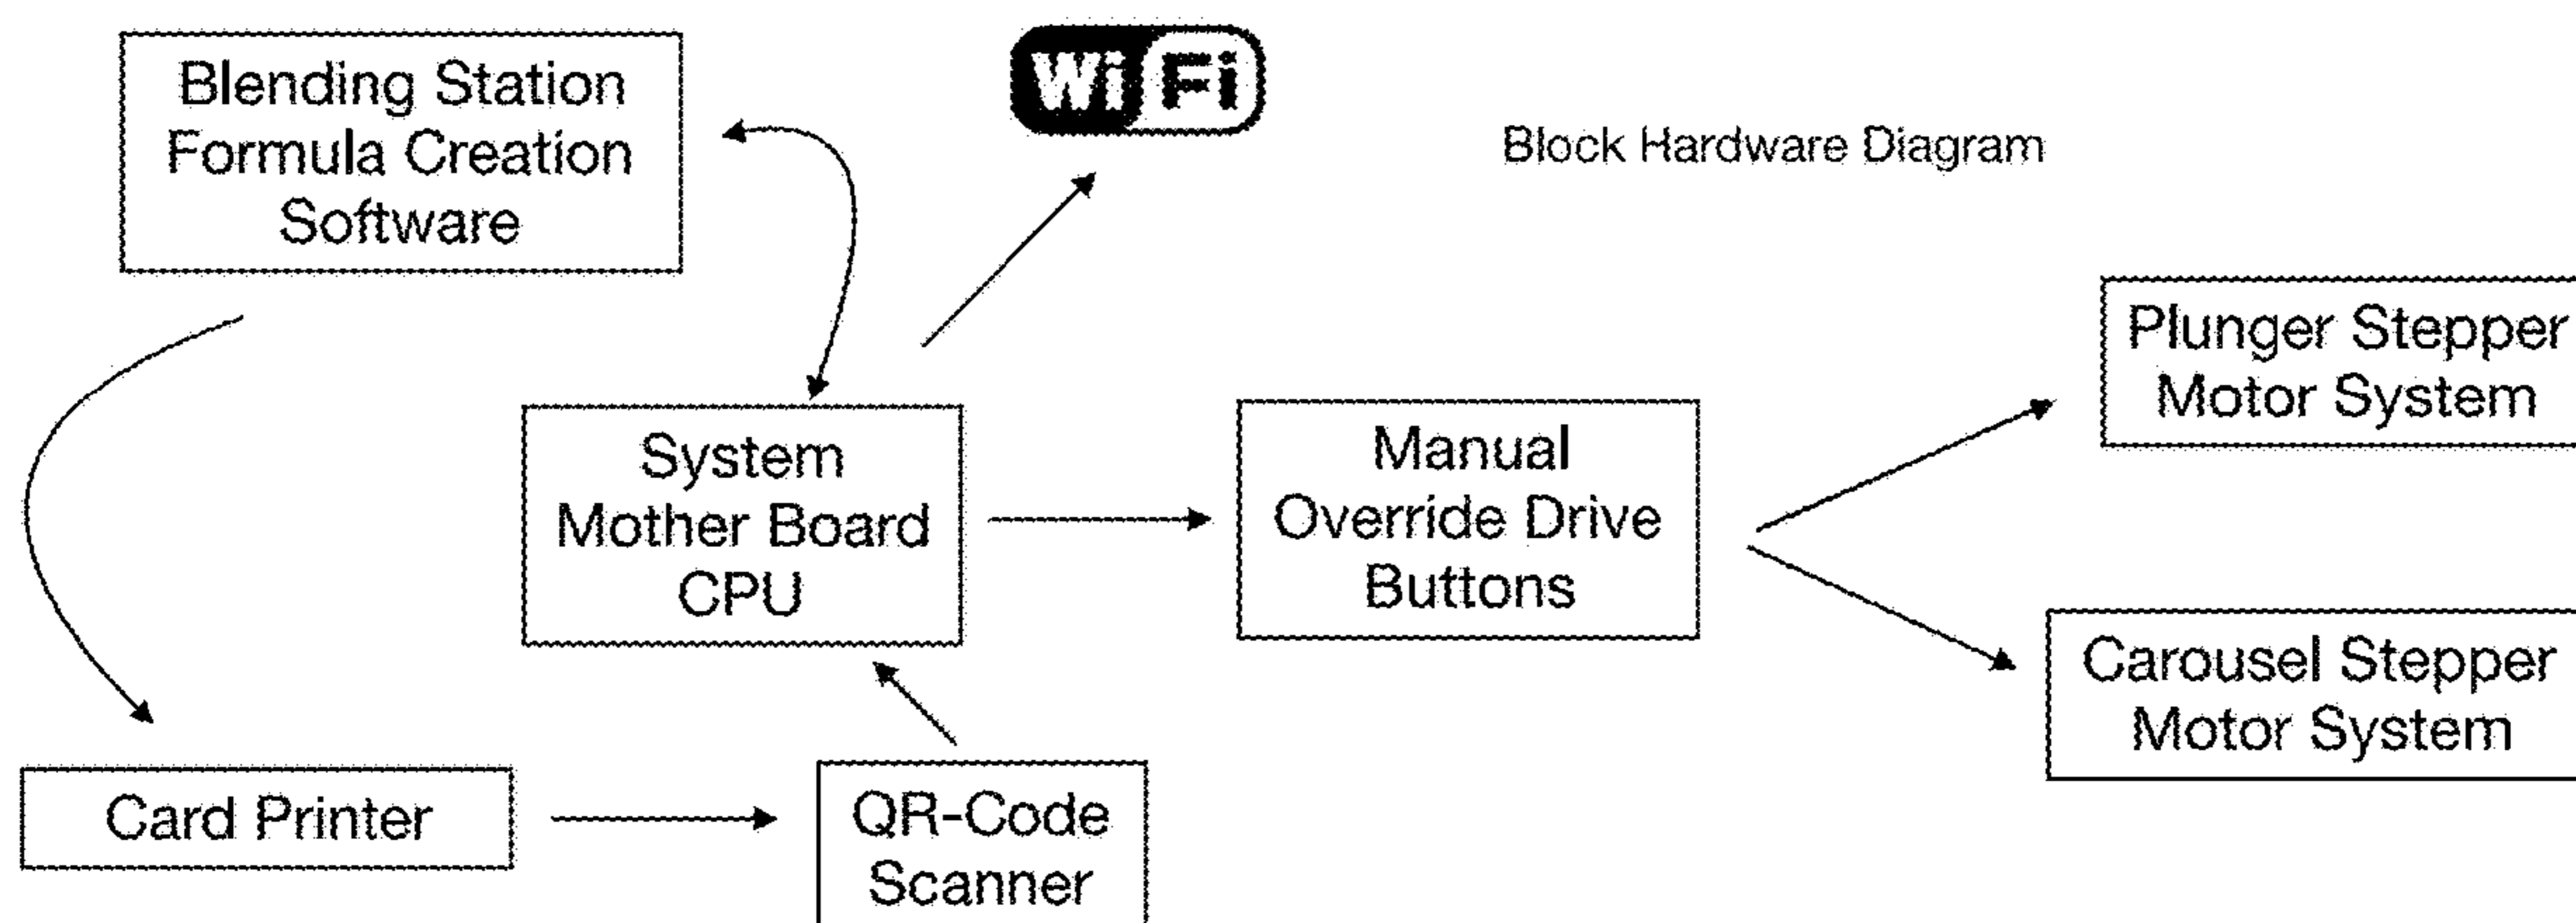 Blending Station
Formula Creation
Software
WiFi
Block Hardware Diagram
Plunger Stepper
Motor System
System
Mother Board
CPU
Manual
Override Drive
Buttons
Carousel Stepper
Motor System
Card Printer
QR-Code
Scanner